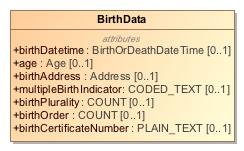 BirthData
attributes
+birthDatetime : BirthOrDeathDateTime [0..1]
+age : Age [0..1]
+birthAddress : Address [0..1]
+multipleBirthIndicator : CODED_TEXT [0..1]
+birthPlurality : COUNT [0..1]
+birthOrder : COUNT [0..1]
+birthCertificateNumber : PLAIN_TEXT [0..1]